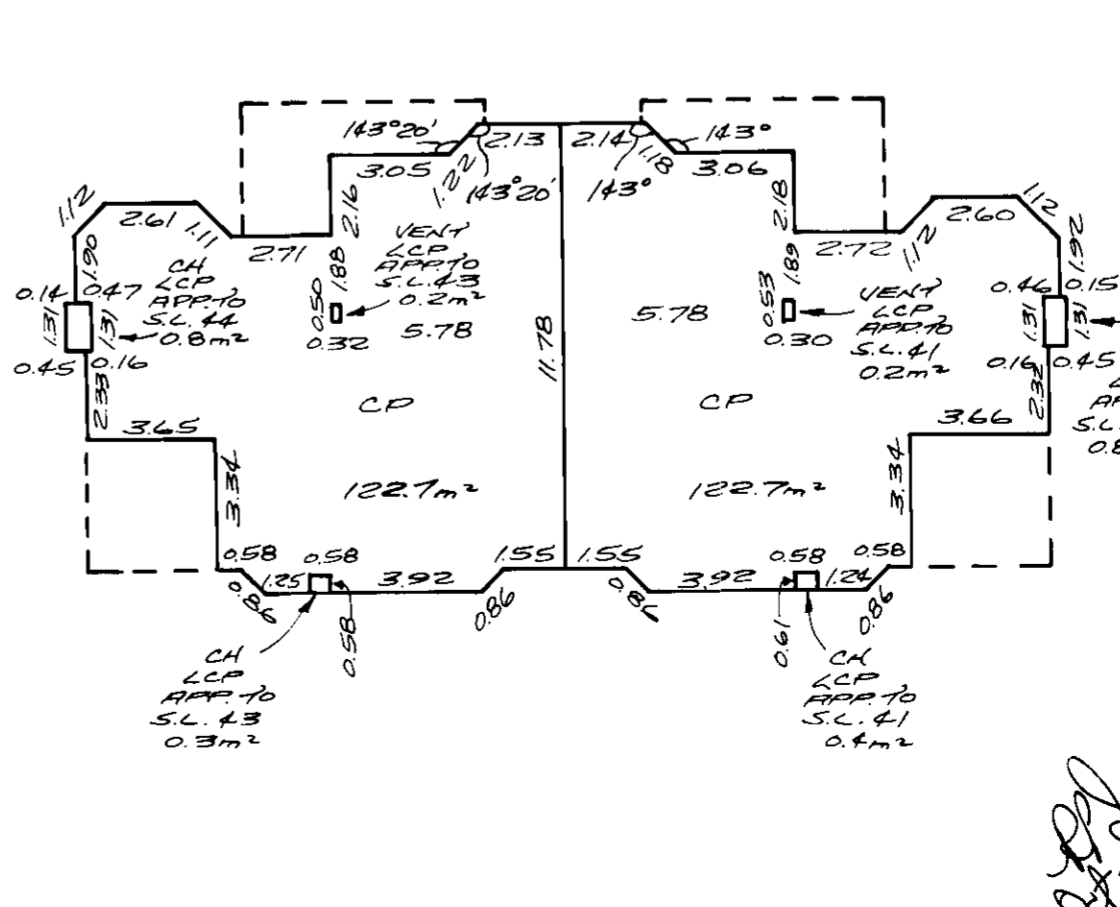 143°20'
2.13
2.14
143°
3.05
1.22
143°20'
143°
1.18
3.06
1.12
2.61
1.11
2.16
2.71
2.18
2.72
1.12
2.60
1.12
1.90
CH
LCP
APP. TO
S.L. 44
0.8m²
0.14
0.47
1.31
1.31
0.45
0.16
2.33
3.65
1.88
VENT
LCP
APP. TO
S.L. 43
0.2m²
0.50
0.32
5.78
11.78
5.78
1.89
0.53
0.30
VENT
LCP
APP. TO
S.L. 41
0.2m²
1.92
0.46
0.15
1.31
1.31
0.16
0.45
2.32
3.66
S.L.
CP
CP
3.34
122.7m²
122.7m²
3.34
0.58
0.58
1.55
1.55
0.58
0.58
1.25
3.92
3.92
1.24
0.86
0.58
0.86
0.86
0.61
0.86
CH
LCP
APP. TO
S.L. 43
0.3m²
CH
LCP
APP. TO
S.L. 41
0.4m²